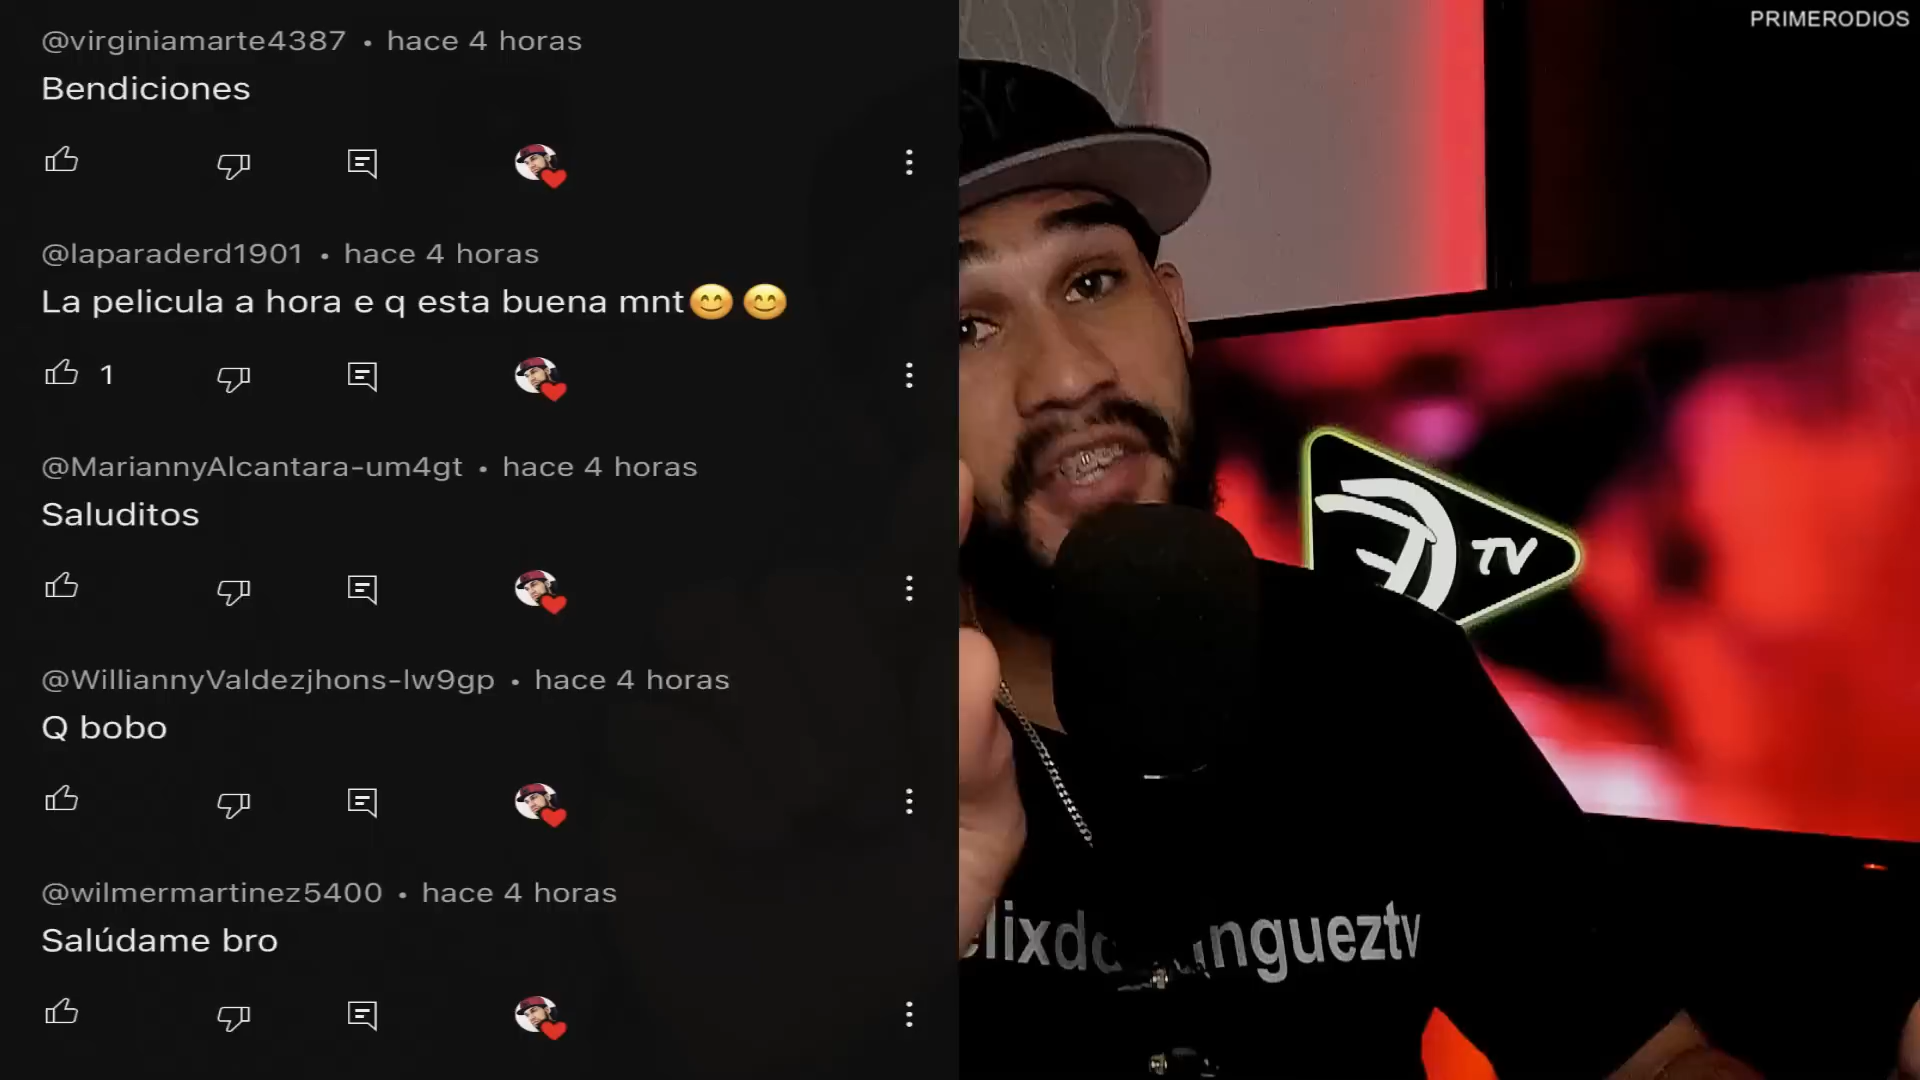 @virginiamarte4387 • hace 4 horas
Bendiciones
@laparaderd1901 • hace 4 horas
La pelicula a hora e q esta buena mnt😊😊
1
@MariannyAlcantara-um4gt • hace 4 horas
Saluditos
@WilliannyValdezjhons-lw9gp • hace 4 horas
Q bobo
@wilmermartinez5400 • hace 4 horas
Salúdame bro
PRIMERODIOS
TV